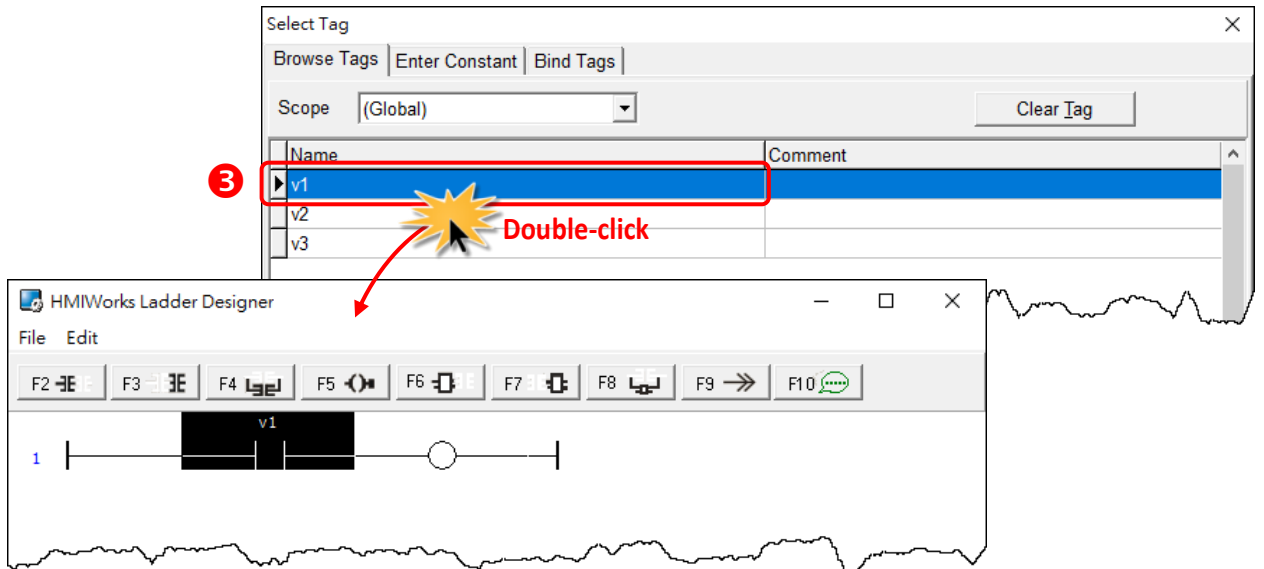 Select Tag
Browse Tags Enter Constant Bind Tags
Scope (Global) Clear Tag
Name Comment
3 v1
v2
Double-click
v3
HMIWorks Ladder Designer
File Edit
F2 F3 F4 F5 F6 F7 F8 F9 F10
v1
1